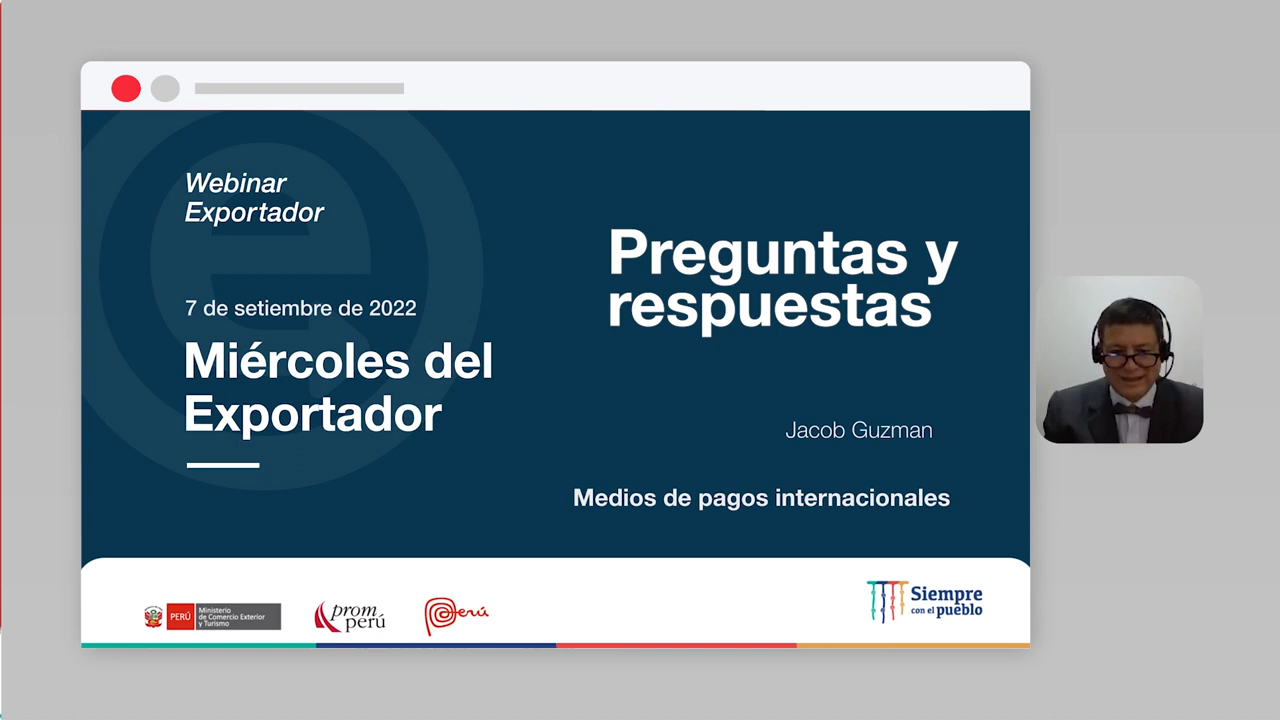 Webinar
Exportador
7 de setiembre de 2022
Miércoles del
Exportador
Preguntas y
respuestas
Jacob Guzman
Medios de pagos internacionales
PERÚ
Ministerio
de Comercio Exterior
y Turismo
prom
perú
Perú
Siempre
con el pueblo